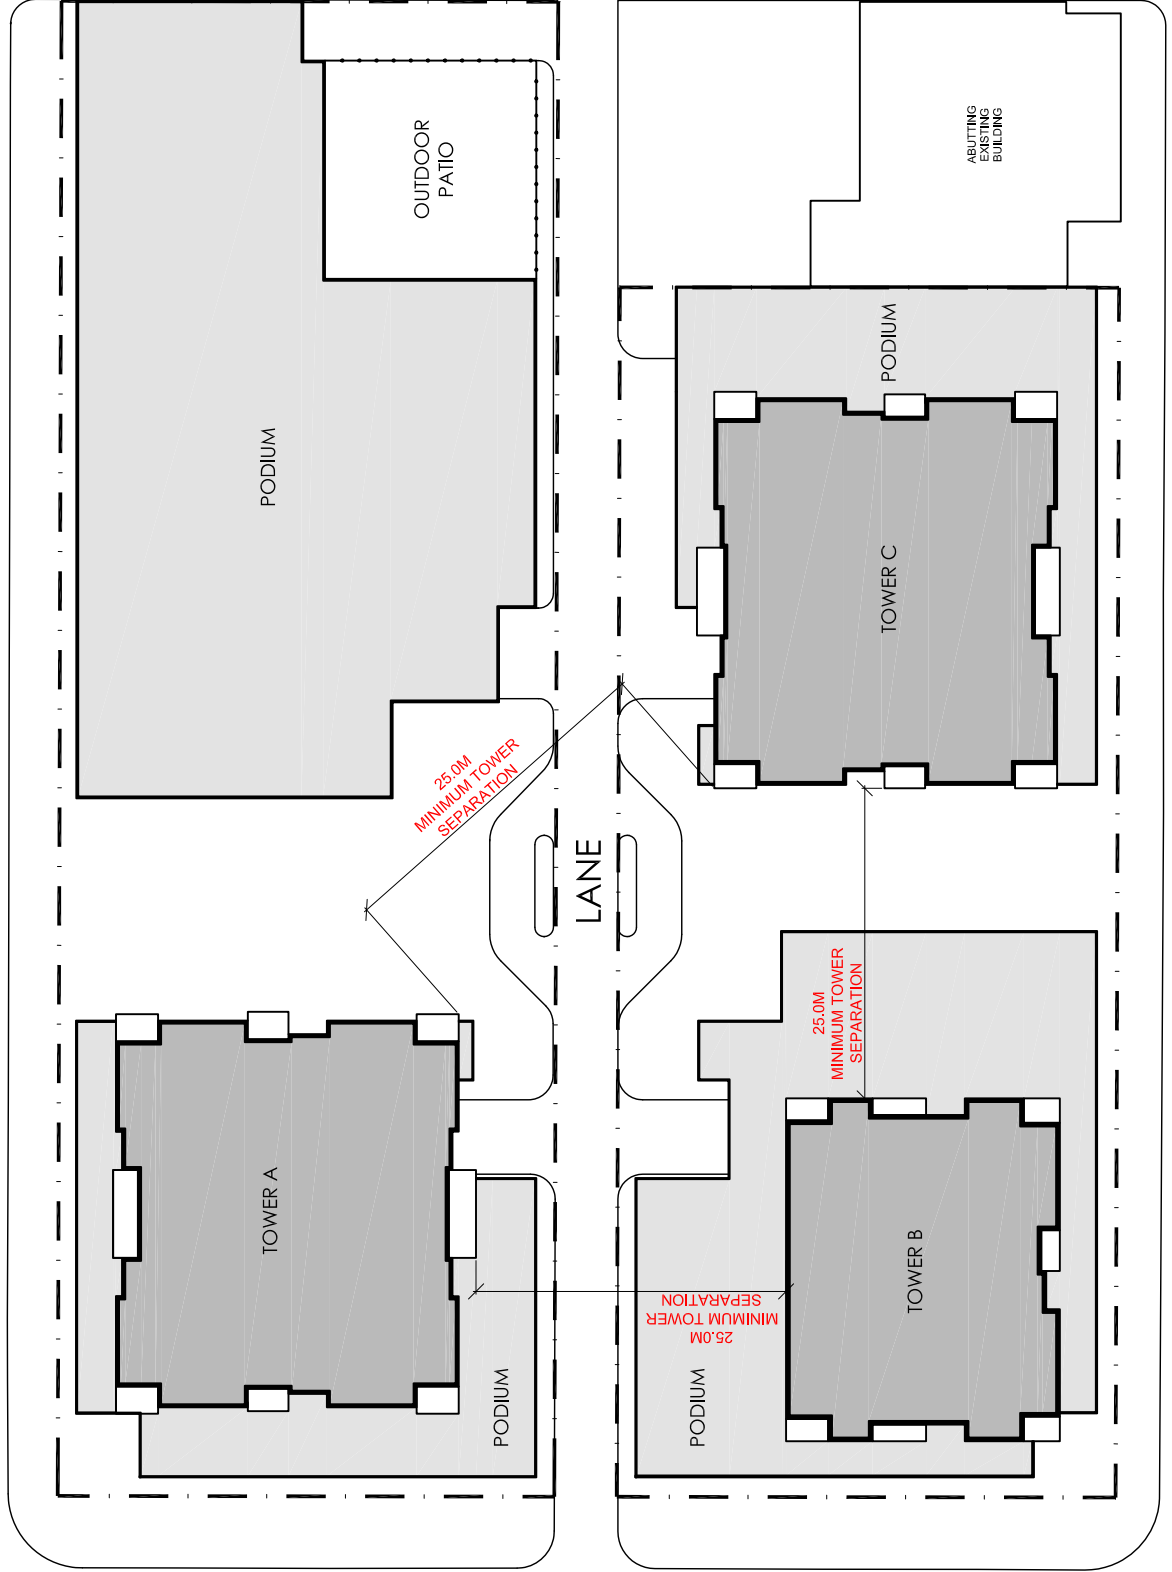 OUTDOOR
PATIO
ABUTTING
EXISTING
BUILDING
PODIUM
PODIUM
TOWER C
25.0M
MINIMUM TOWER
SEPARATION
LANE
25.0M
MINIMUM TOWER
SEPARATION
TOWER A
TOWER B
25.0M
MINIMUM TOWER
SEPARATION
PODIUM
PODIUM